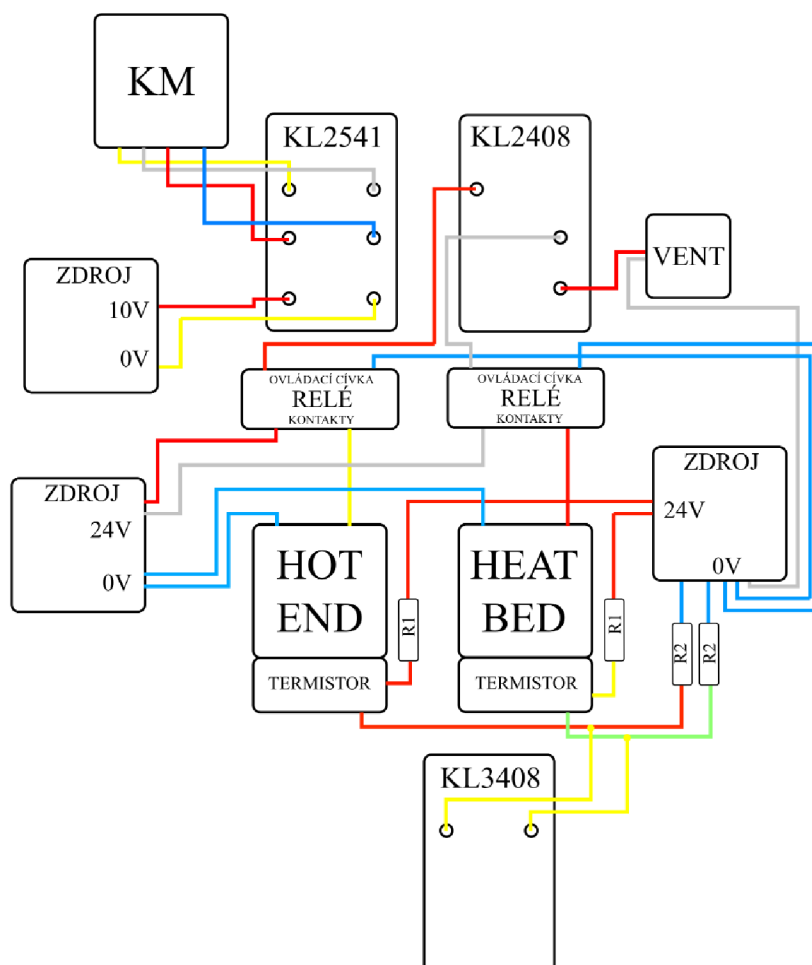 KM
KL2541
KL2408
VENT
ZDROJ
10V
0V
OVLÁDACÍ CÍVKA
RELÉ
KONTAKTY
OVLÁDACÍ CÍVKA
RELÉ
KONTAKTY
ZDROJ
24V
0V
ZDROJ
24V
0V
HOT
END
HEAT
BED
R1
R1
R2
R2
TERMISTOR
TERMISTOR
KL3408